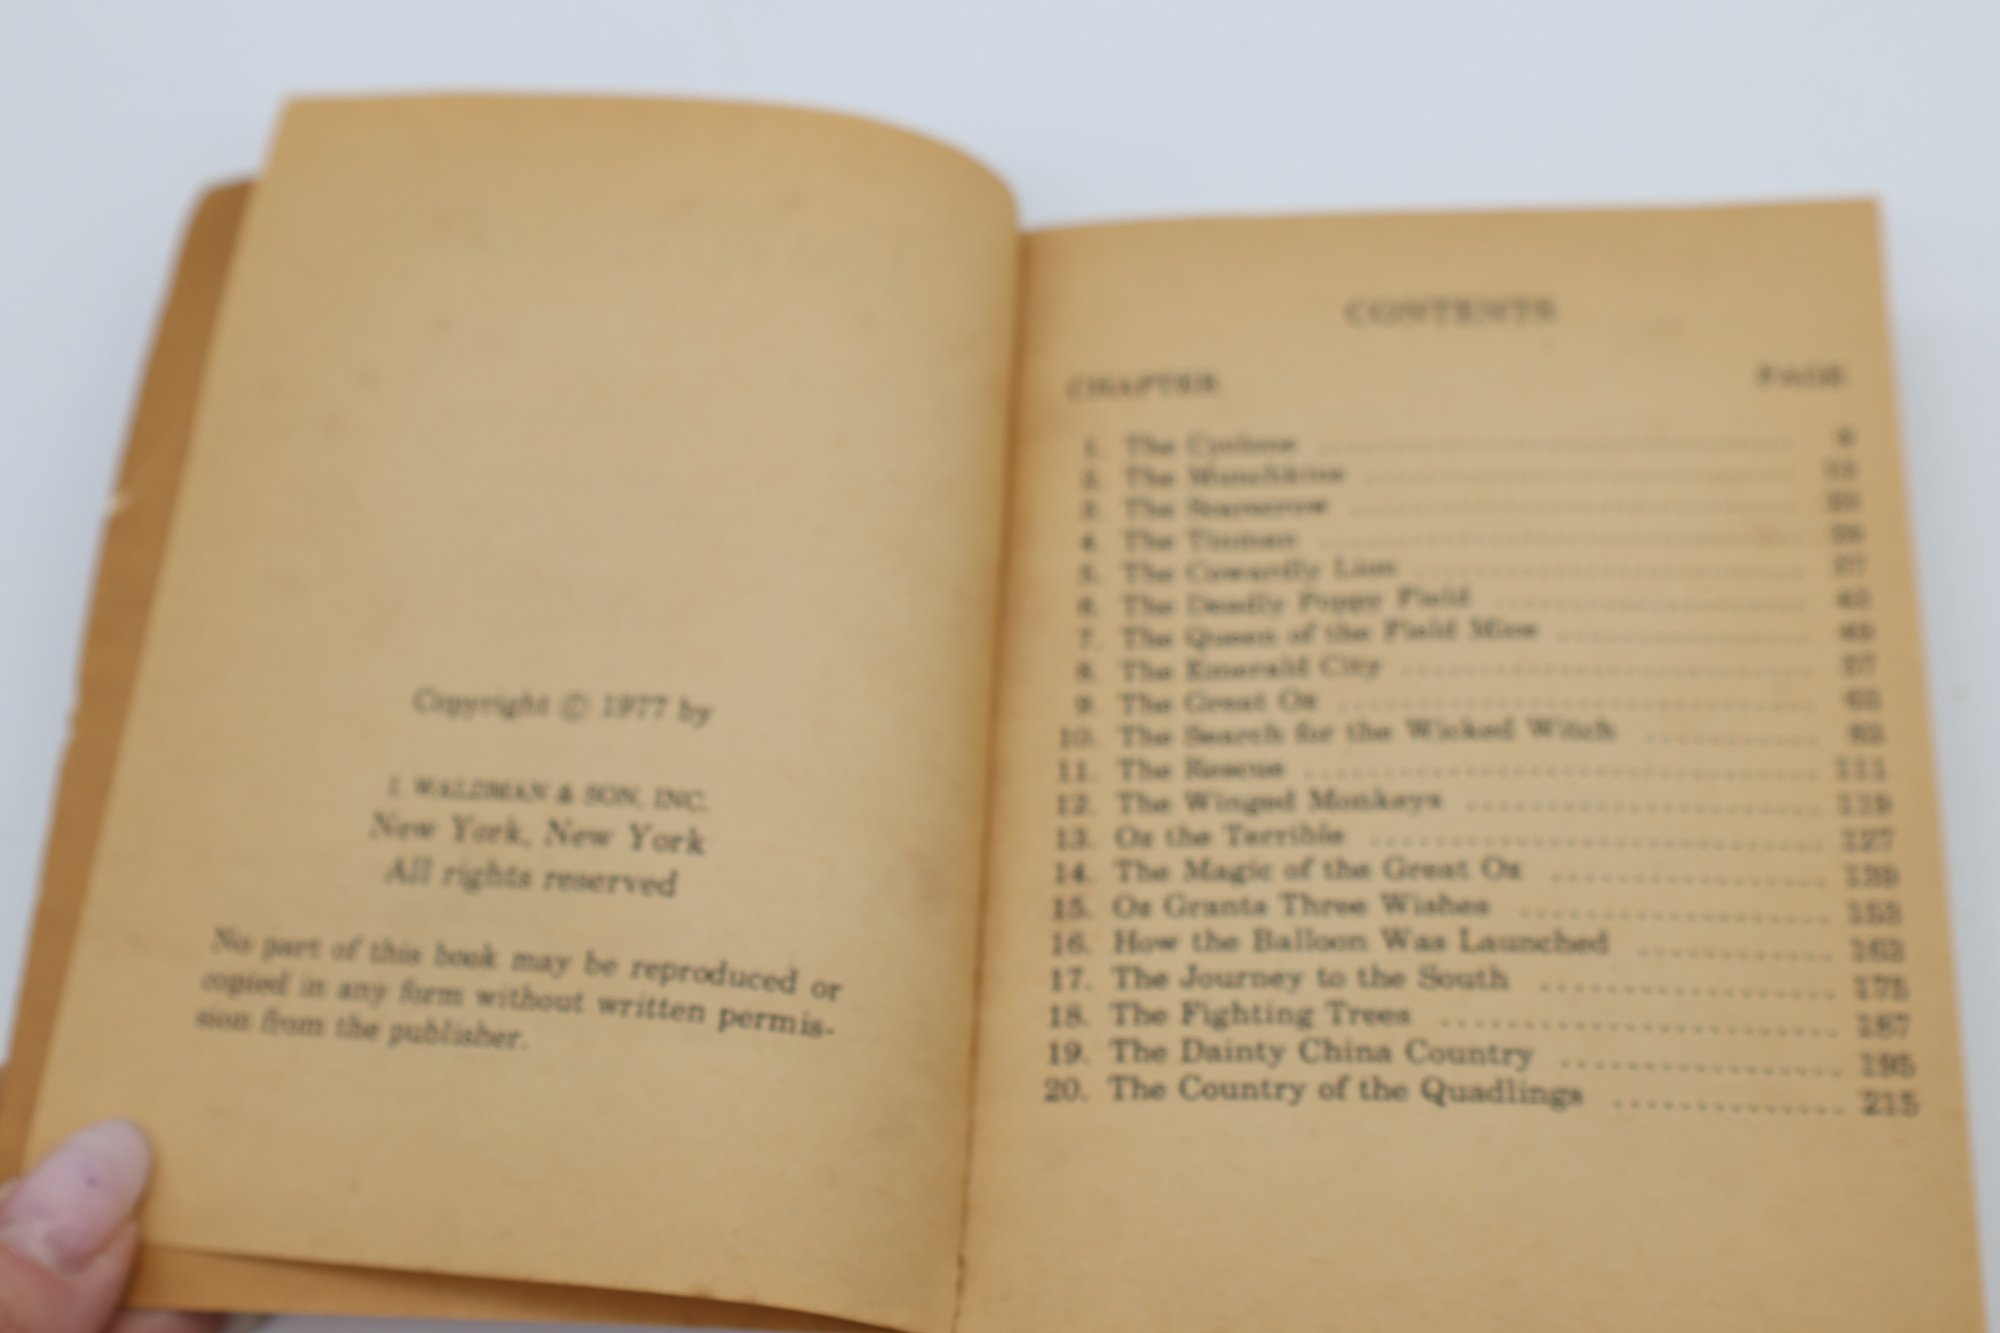 Copyright © 1977 by
I. WALDMAN & SON, INC.
New York, New York
All rights reserved
No part of this book may be reproduced or
copied in any form without written permis-
sion from the publisher.
CONTENTS
CHAPTER PAGE
1. The Cyclone 9
2. The Munchkins
3. The Scarecrow
4. The Tinman
5. The Cowardly Lion
6. The Deadly Poppy Field
7. The Queen of the Field Mice
8. The Emerald City 57
9. The Great Oz
10. The Search for the Wicked Witch
11. The Rescue 111
12. The Winged Monkeys 119
13. Oz the Terrible 127
14. The Magic of the Great Oz 139
15. Oz Grants Three Wishes
16. How the Balloon Was Launched 163
17. The Journey to the South 175
18. The Fighting Trees 187
19. The Dainty China Country 195
20. The Country of the Quadlings 215